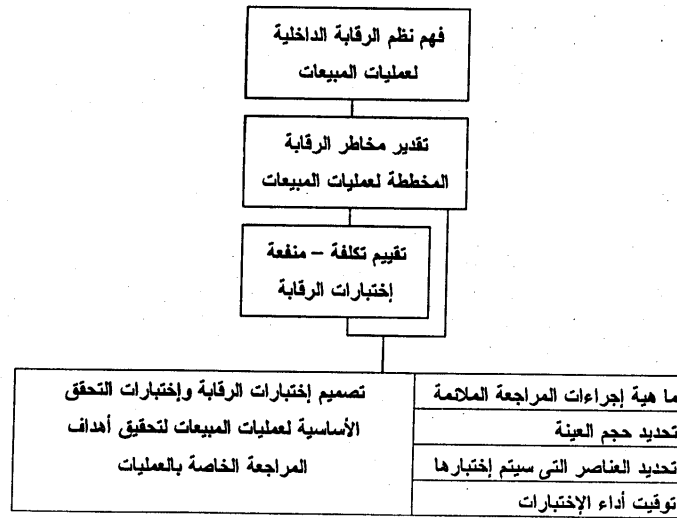 فهم نظم الرقابة الداخلية
لعمليات المبيعات
تقدير مخاطر الرقابة
المخططة لعمليات المبيعات
تقييم تكلفة – منفعة
إختبارات الرقابة
ما هية إجراءات المراجعة الملائمة
تحديد حجم العينة
تحديد العناصر التى سيتم إختبارها
توقيت أداء الإختبارات
تصميم إختبارات الرقابة وإختبارات التحقق
الأساسية لعمليات المبيعات لتحقيق أهداف
المراجعة الخاصة بالعمليات